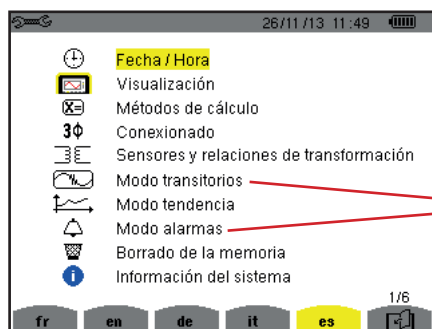 26/11/13 11:49
Fecha / Hora
Visualización
X= Métodos de cálculo
3ϕ Conexionado
Sensores y relaciones de transformación
Modo transitorios
Modo tendencia
Modo alarmas
Borrado de la memoria
i Información del sistema
1/6
fr en de it es